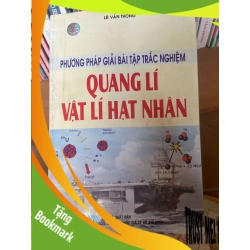 LÊ VĂN THÔNG
PHƯƠNG PHÁP GIẢI BÀI TẬP TRẮC NGHIỆM
QUANG LÍ
VẬT LÍ HẠT NHÂN
Tặng
Bookmark